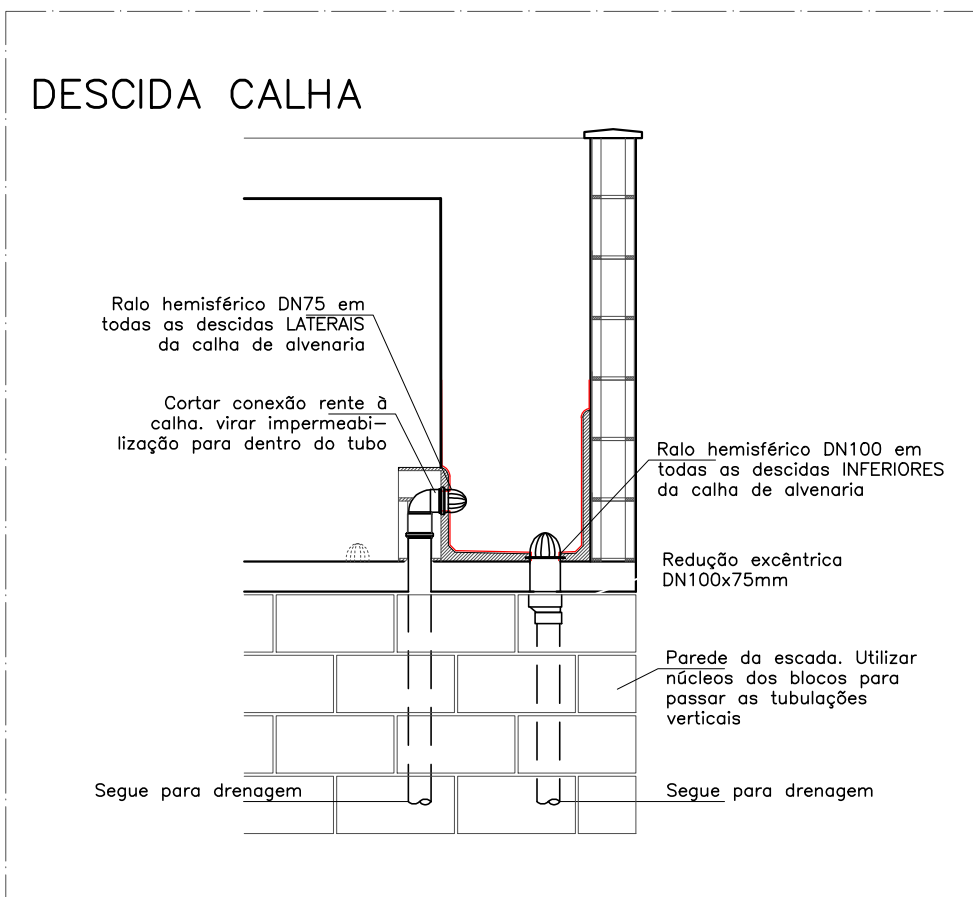 DESCIDA CALHA
Ralo hemisférico DN75 em
todas as descidas LATERAIS
da calha de alvenaria
Cortar conexão rente à
calha. virar impermeabi-
lização para dentro do tubo
Ralo hemisférico DN100 em
todas as descidas INFERIORES
da calha de alvenaria
Redução excêntrica
DN100x75mm
Parede da escada. Utilizar
núcleos dos blocos para
passar as tubulações
verticais
Segue para drenagem
Segue para drenagem